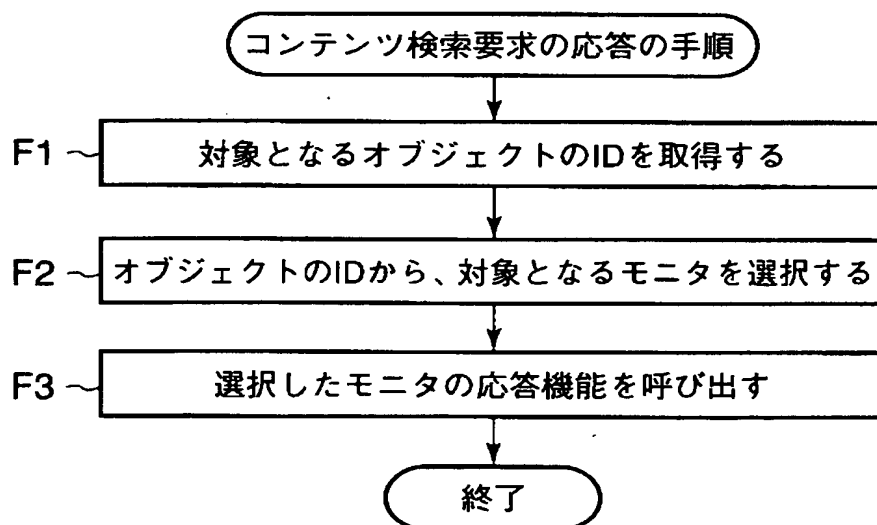 コンテンツ検索要求の応答の手順
F1 対象となるオブジェクトのIDを取得する
F2 オブジェクトのIDから、対象となるモニタを選択する
F3 選択したモニタの応答機能を呼び出す
終了